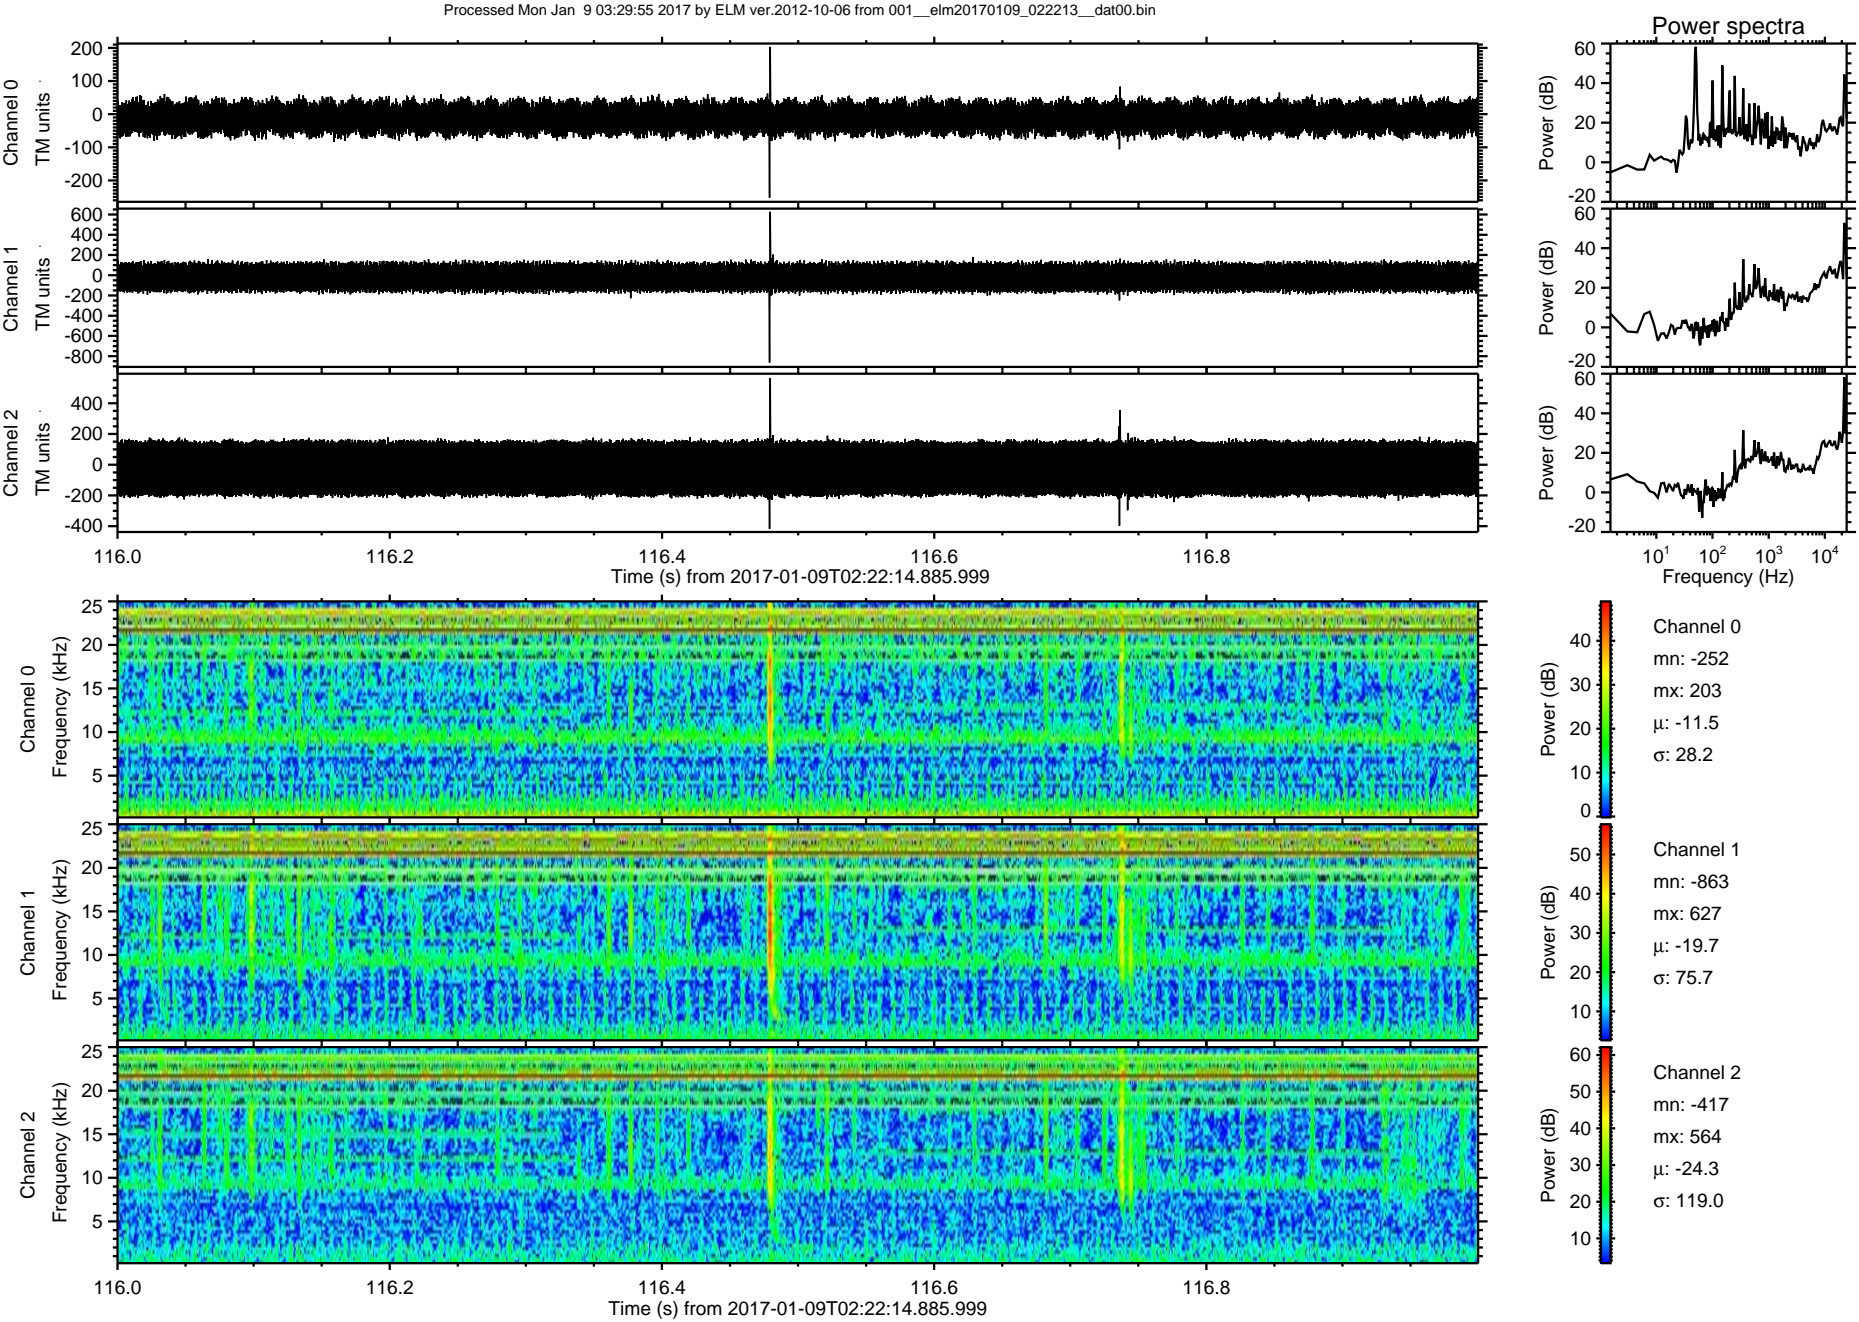 Processed Mon Jan  9 03:29:55 2017 by ELM ver.2012-10-06 from 001__elm20170109_022213__dat00.bin
Power spectra
Channel 0
TM units
200
100
0
-100
-200
Power (dB)
60
40
20
0
-20
Channel 1
TM units
600
400
200
0
-200
-400
-600
-800
Power (dB)
60
40
20
0
-20
Channel 2
TM units
400
200
0
-200
-400
Power (dB)
60
40
20
0
-20
116.0 116.2 116.4 116.6 116.8
Time (s) from 2017-01-09T02:22:14.885.999
10^1 10^2 10^3 10^4
Frequency (Hz)
Channel 0
Frequency (kHz)
25
20
15
10
5
Power (dB)
40
30
20
10
0
Channel 0
mn: -252
mx: 203
μ: -11.5
σ: 28.2
Channel 1
Frequency (kHz)
25
20
15
10
5
Power (dB)
50
40
30
20
10
Channel 1
mn: -863
mx: 627
μ: -19.7
σ: 75.7
Channel 2
Frequency (kHz)
25
20
15
10
5
Power (dB)
60
50
40
30
20
10
Channel 2
mn: -417
mx: 564
μ: -24.3
σ: 119.0
116.0 116.2 116.4 116.6 116.8
Time (s) from 2017-01-09T02:22:14.885.999